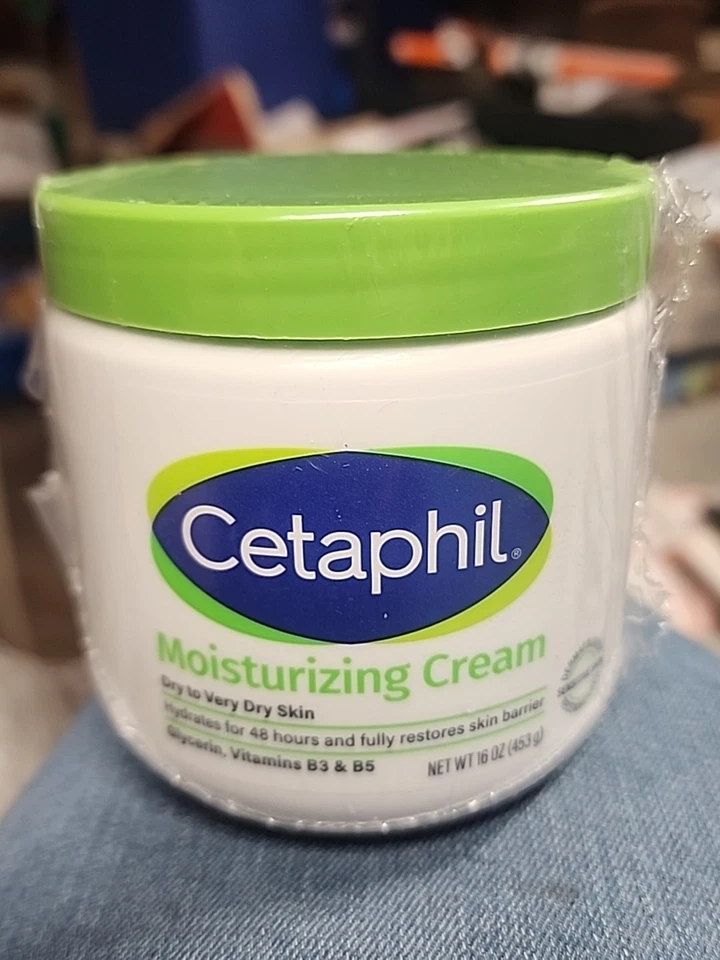 Cetaphil®
Moisturizing Cream
Dry to Very Dry Skin
Hydrates for 48 hours and fully restores skin barrier
Glycerin, Vitamins B3 & B5
NET WT 16 OZ (453 g)